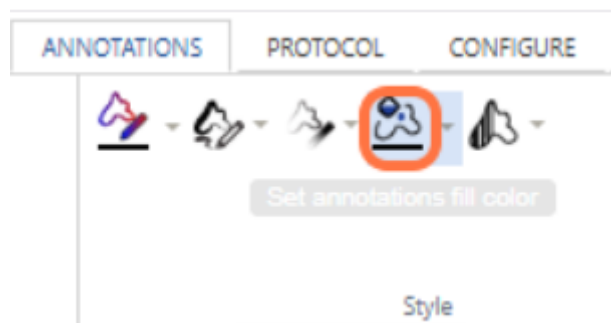 ANNOTATIONS PROTOCOL CONFIGURE
Set annotations fill color
Style